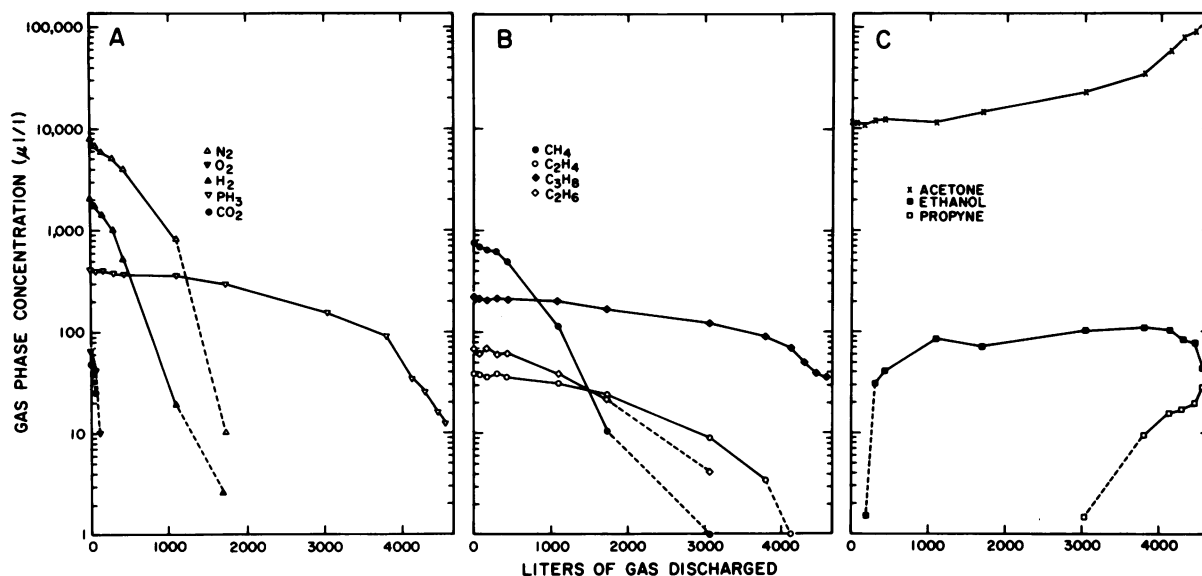 GAS PHASE CONCENTRATION (μl/l)
100,000
10,000
1,000
100
10
1
A
N2
O2
H2
PH3
CO2
0 1000 2000 3000 4000
B
CH4
C2H4
C3H8
C2H6
0 1000 2000 3000 4000
C
ACETONE
ETHANOL
PROPYNE
0 1000 2000 3000 4000
LITERS OF GAS DISCHARGED